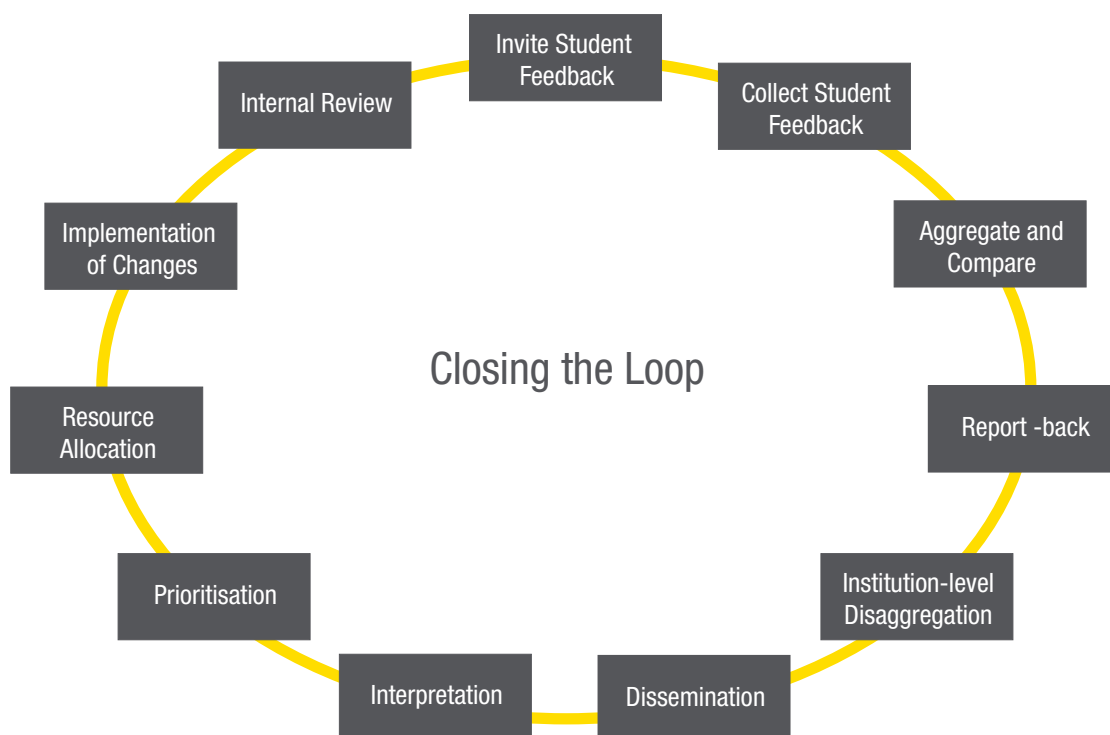 Invite Student
Feedback
Collect Student
Feedback
Aggregate and
Compare
Report -back
Institution-level
Disaggregation
Dissemination
Interpretation
Prioritisation
Resource
Allocation
Implementation
of Changes
Internal Review
Closing the Loop